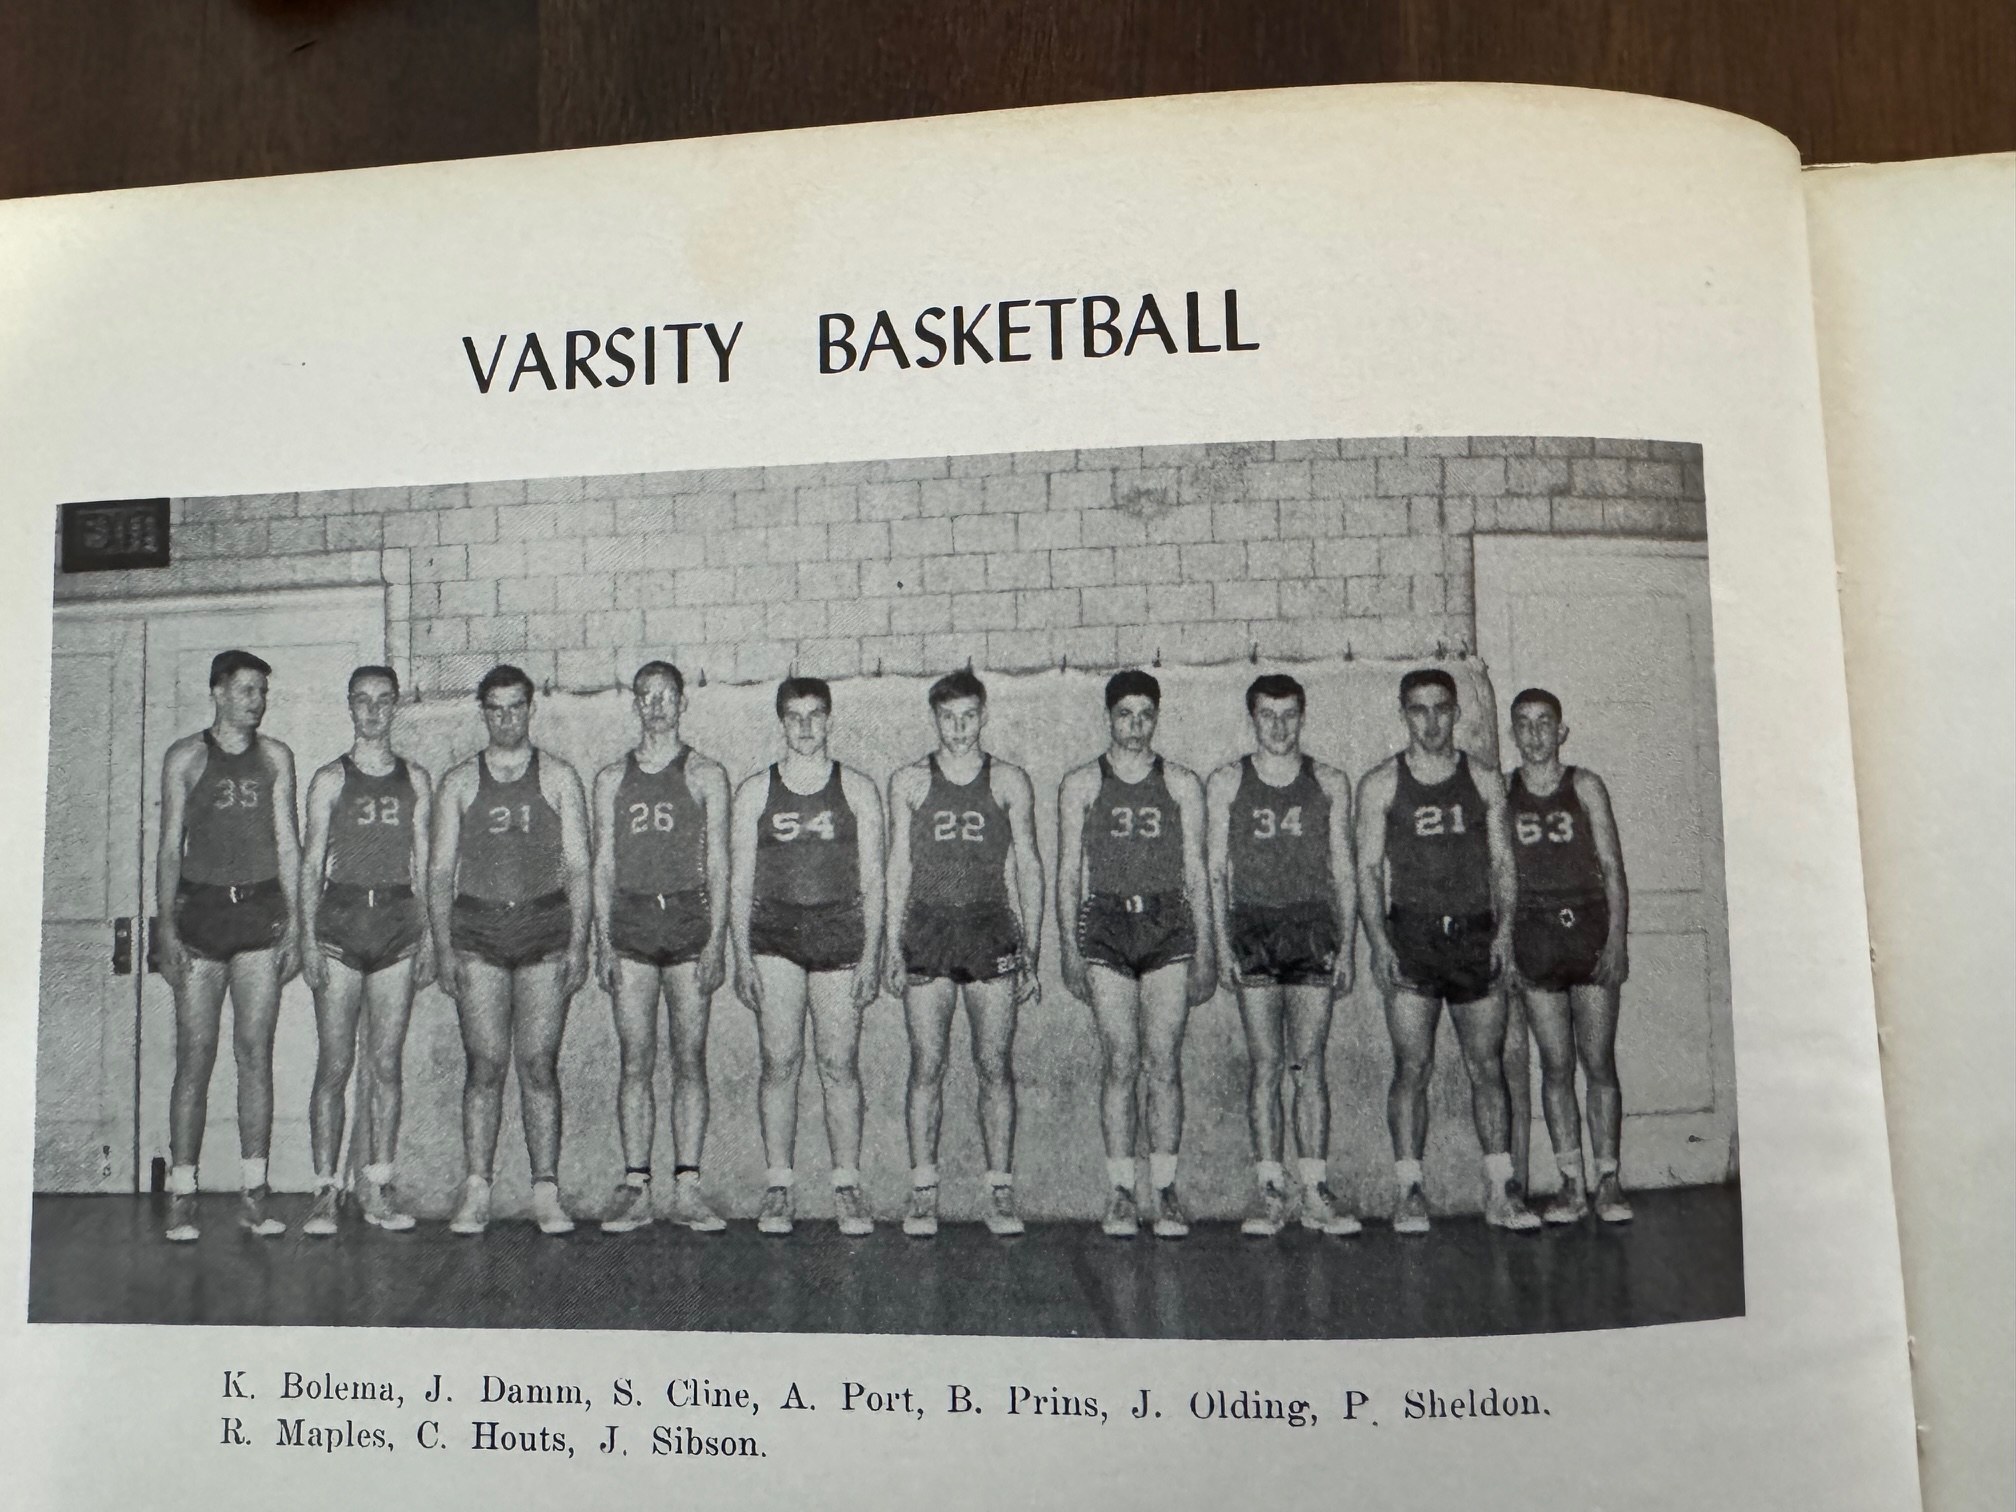 VARSITY BASKETBALL
35 32 31 26 54 22 33 34 21 63
K. Bolema, J. Damm, S. Cline, A. Port, B. Prins, J. Olding, P. Sheldon.
R. Maples, C. Houts, J. Sibson.